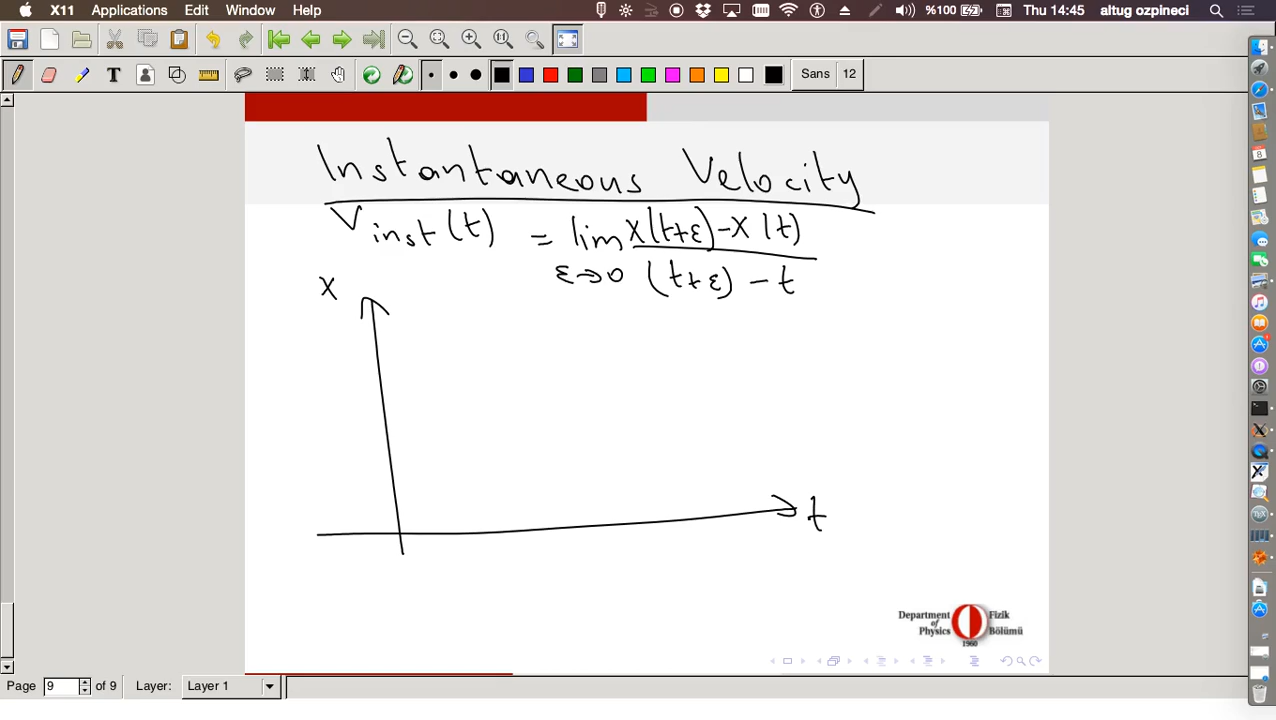 X11 Applications Edit Window Help %100 Thu 14:45 altug ozpineci
Sans 12
Instantaneous Velocity
Vinst(t) = lim x(t+ε)-x(t)
ε→0 (t+ε) - t
x
t
Department of Physics
Fizik Bölümü
1960
Page 9 of 9 Layer: Layer 1